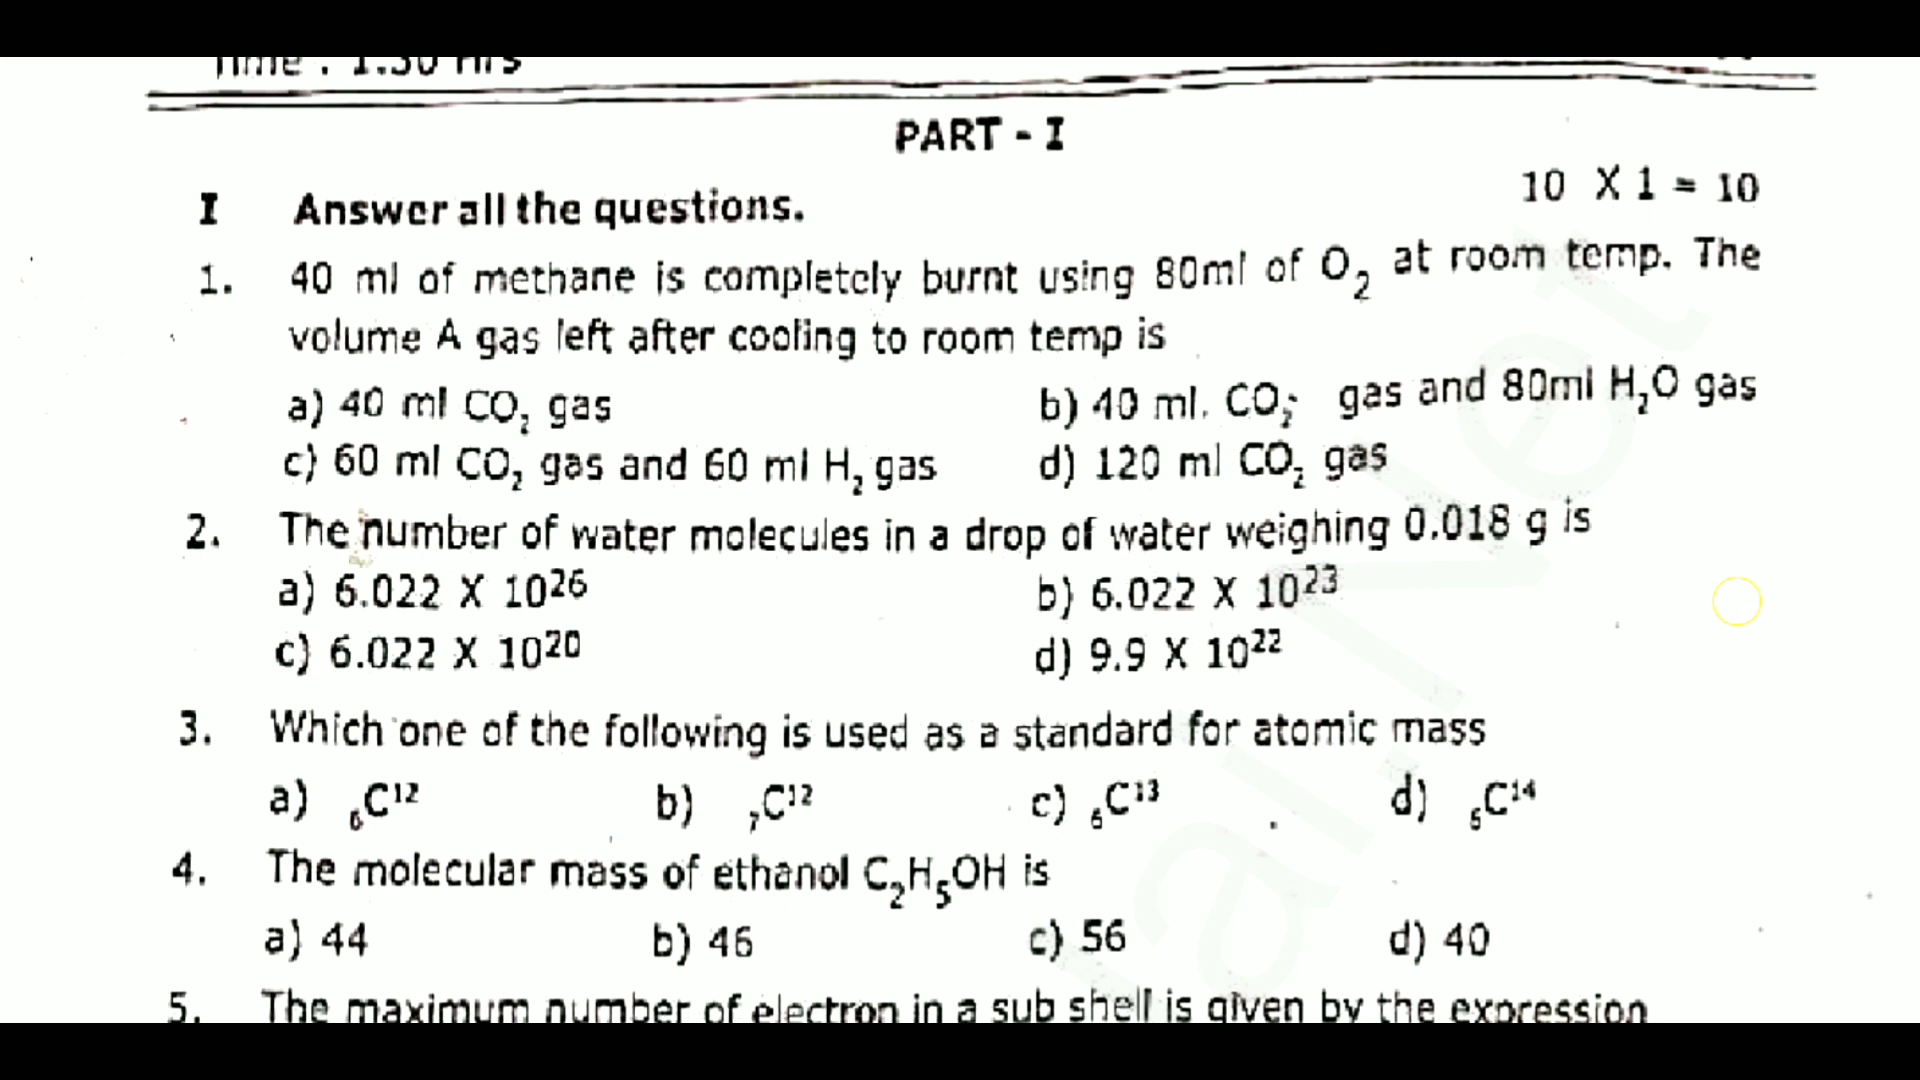 Time : 1.30 Hrs
PART - I
I Answer all the questions. 10 X 1 = 10
1. 40 ml of methane is completely burnt using 80ml of O₂ at room temp. The
volume A gas left after cooling to room temp is
a) 40 ml CO₂ gas b) 40 ml. CO₂ gas and 80ml H₂O gas
c) 60 ml CO₂ gas and 60 ml H₂ gas d) 120 ml CO₂ gas
2. The number of water molecules in a drop of water weighing 0.018 g is
a) 6.022 X 10²⁶ b) 6.022 X 10²³
c) 6.022 X 10²⁰ d) 9.9 X 10²²
3. Which one of the following is used as a standard for atomic mass
a) ₆C¹² b) ₇C¹² c) ₆C¹³ d) ₅C¹⁴
4. The molecular mass of ethanol C₂H₅OH is
a) 44 b) 46 c) 56 d) 40
5. The maximum number of electron in a sub shell is given by the expression